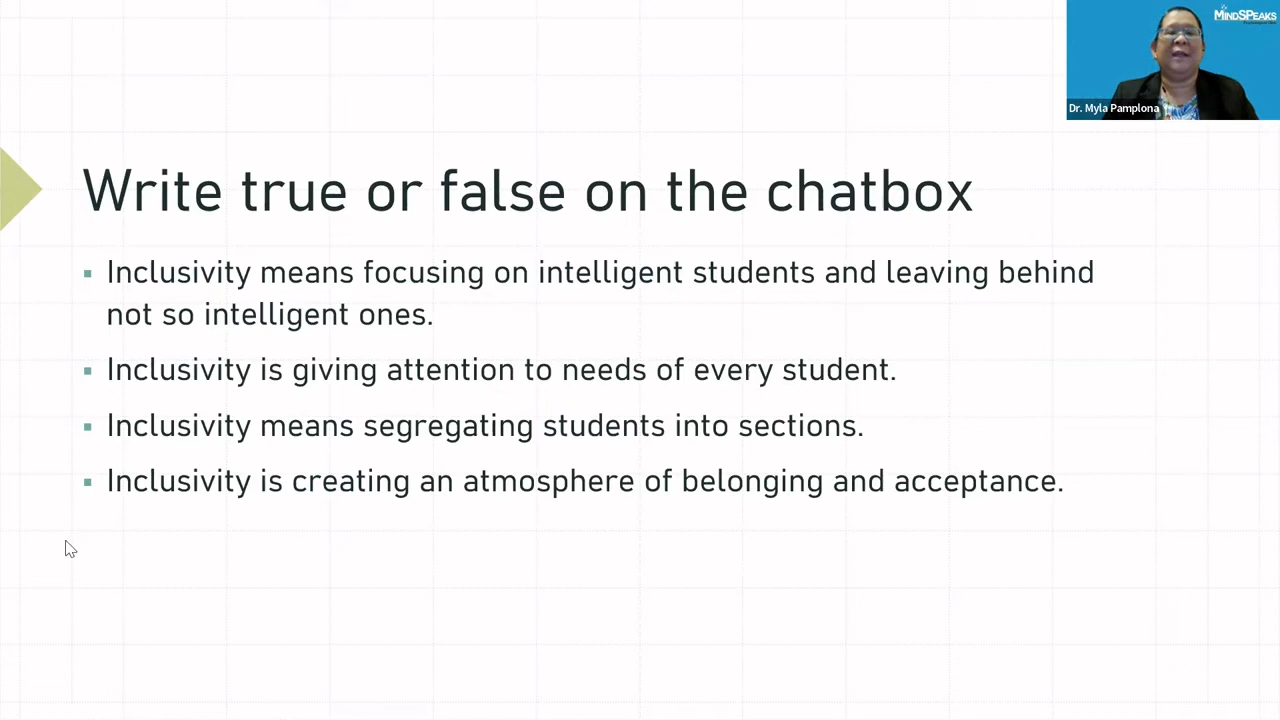 MINDSPEAKS
Dr. Myla Pamplona
Write true or false on the chatbox
Inclusivity means focusing on intelligent students and leaving behind
not so intelligent ones.
Inclusivity is giving attention to needs of every student.
Inclusivity means segregating students into sections.
Inclusivity is creating an atmosphere of belonging and acceptance.